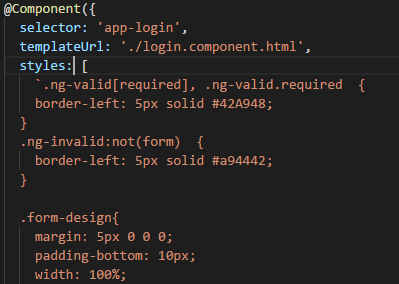 @Component({
selector: 'app-login',
templateUrl: './login.component.html',
styles: [
`.ng-valid[required], .ng-valid.required  {
border-left: 5px solid #42A948;
}
.ng-invalid:not(form)  {
border-left: 5px solid #a94442;
}
.form-design{
margin: 5px 0 0 0;
padding-bottom: 10px;
width: 100%;